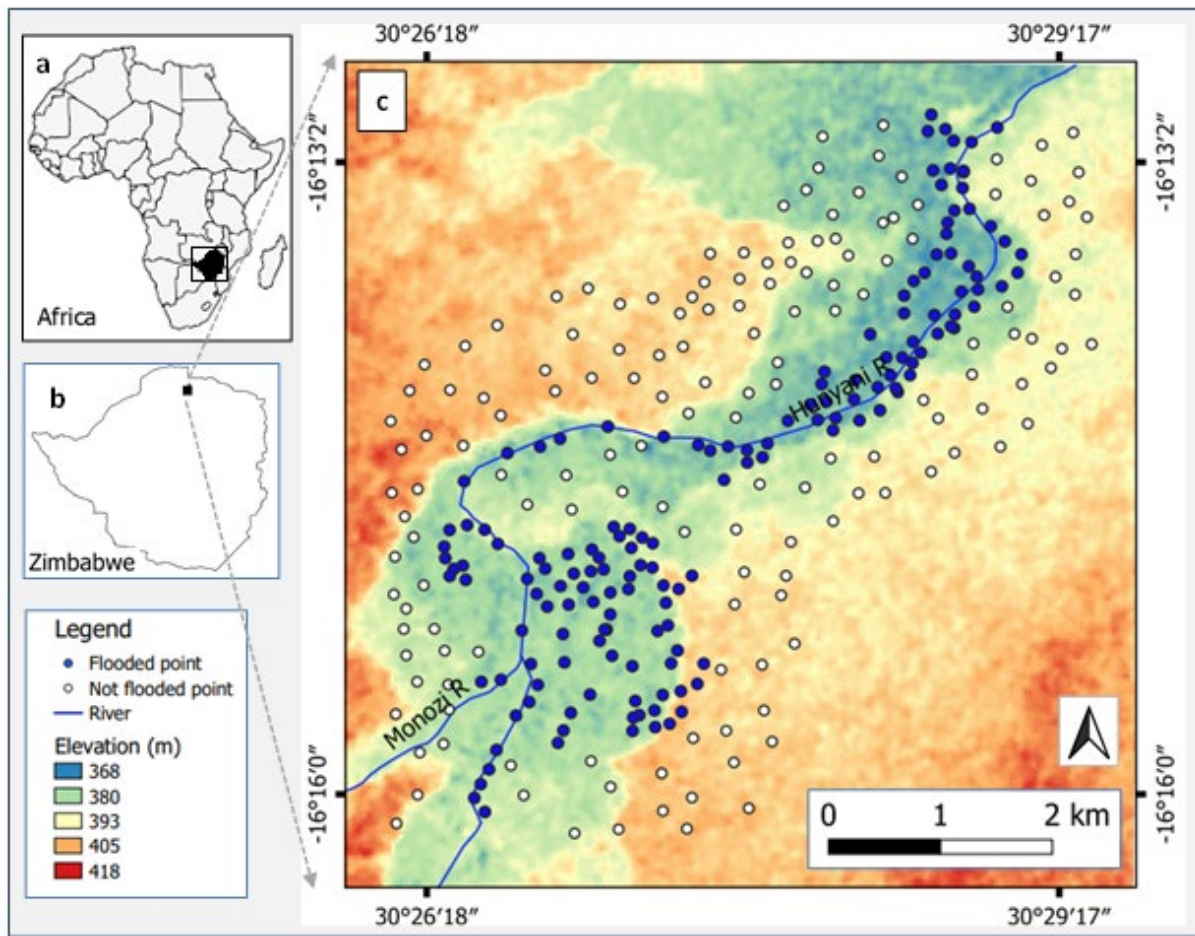 a
Africa
b
Zimbabwe
Legend
Flooded point
Not flooded point
River
Elevation (m)
368
380
393
405
418
30°26'18"
30°29'17"
c
-16°13'2"
-16°13'2"
Hunyani R
Monozi R
-16°16'0"
-16°16'0"
0 1 2 km
30°26'18"
30°29'17"